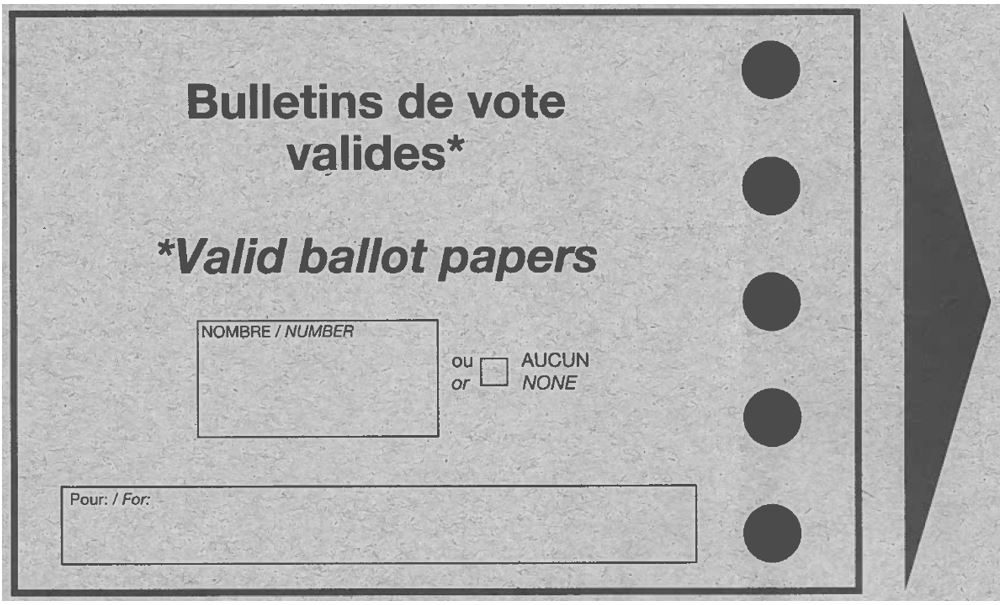 Bulletins de vote
valides*
*Valid ballot papers
NOMBRE / NUMBER
ou AUCUN
or NONE
Pour: / For: